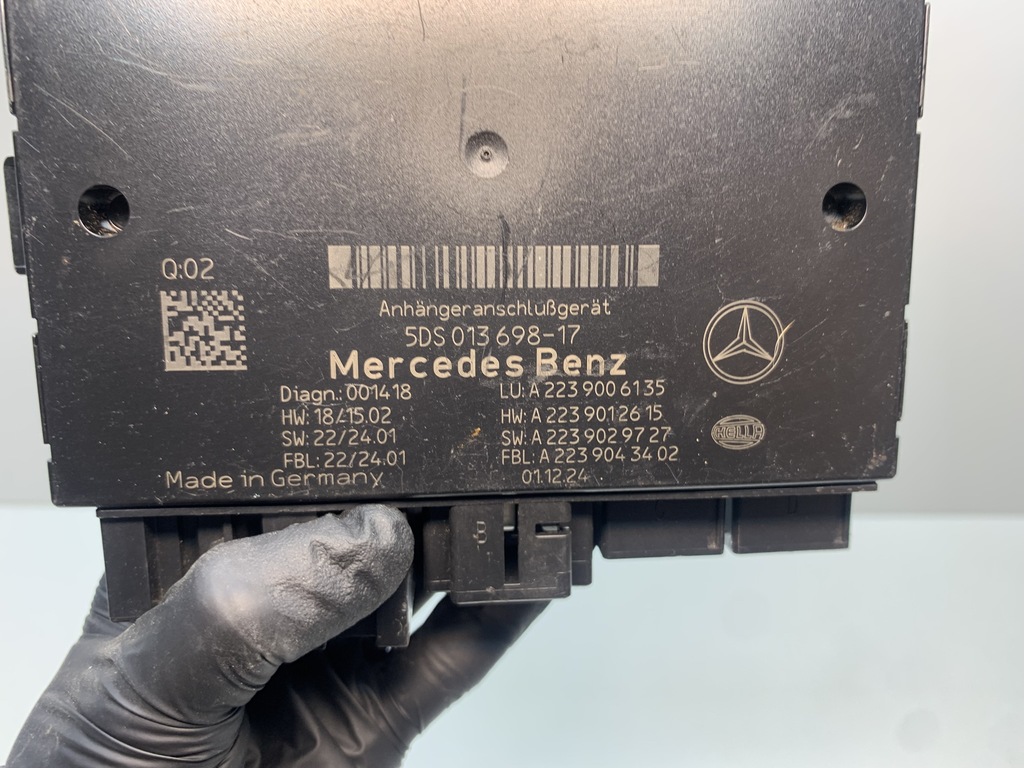 Q:02
Anhängeranschlußgerät
5DS 013 698-17
Mercedes Benz
Diagn.: 001418
HW: 18/15.02
SW: 22/24.01
FBL: 22/24.01
LU: A 223 900 61 35
HW: A 223 901 26 15
SW: A 223 902 97 27
FBL: A 223 904 34 02
HELLA
Made in Germany
01.12.24
B